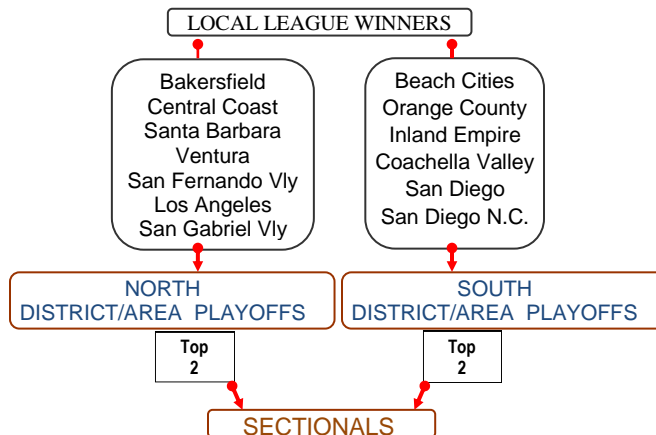 LOCAL LEAGUE WINNERS
Bakersfield
Central Coast
Santa Barbara
Ventura
San Fernando Vly
Los Angeles
San Gabriel Vly
Beach Cities
Orange County
Inland Empire
Coachella Valley
San Diego
San Diego N.C.
NORTH
DISTRICT/AREA PLAYOFFS
SOUTH
DISTRICT/AREA PLAYOFFS
Top
2
Top
2
SECTIONALS